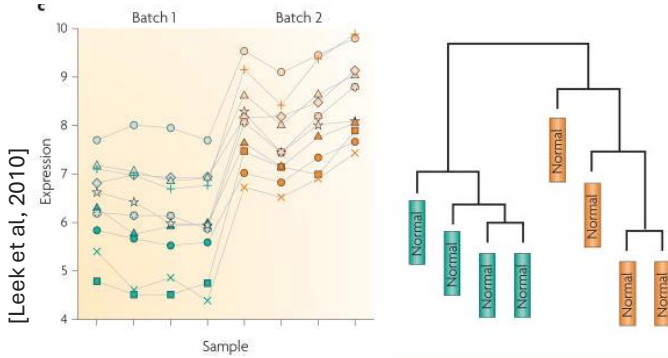 c
Batch 1
Batch 2
[Leek et al, 2010]
Expression
10
9
8
7
6
5
4
Sample
Normal
Normal
Normal
Normal
Normal
Normal
Normal
Normal